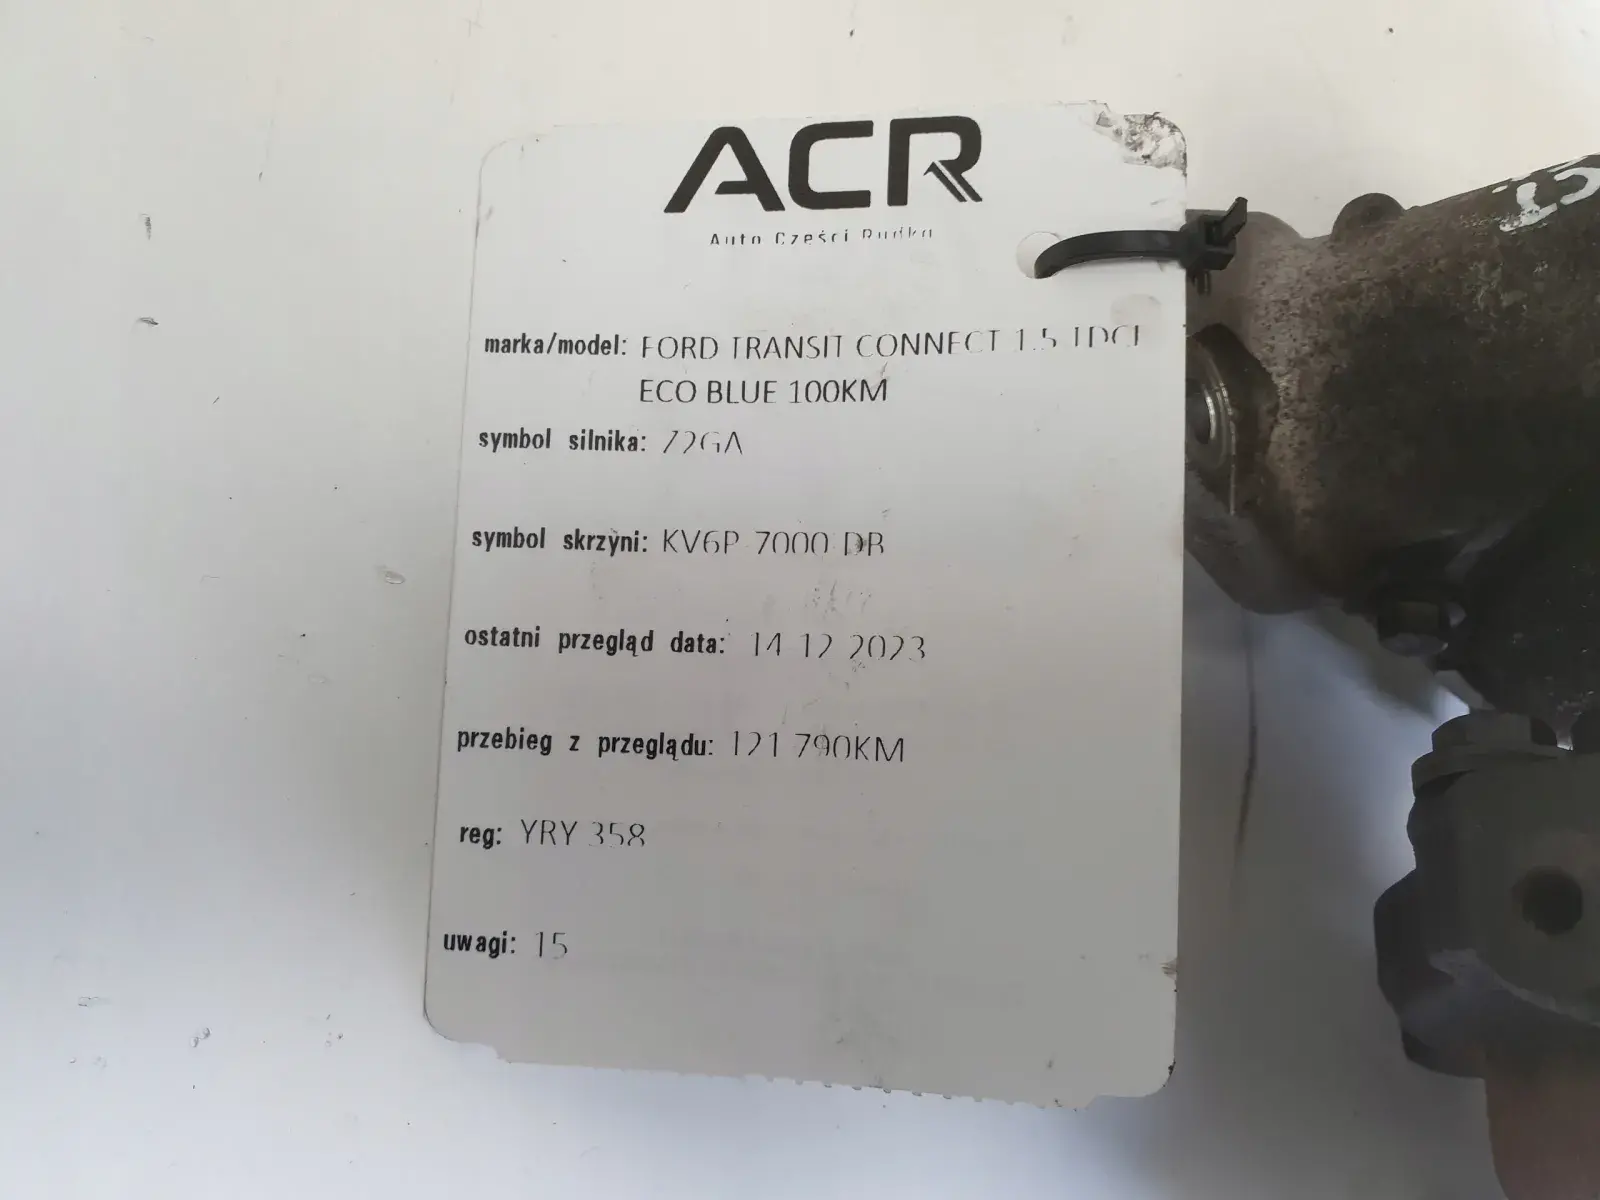 ACR
Auto Części Rudka
marka/model: FORD TRANSIT CONNECT 1.5 TDCI
ECO BLUE 100KM
symbol silnika: Z2GA
symbol skrzyni: KV6P 7000 DB
ostatni przegląd data: 14 12 2023
przebieg z przeglądu: 121 790KM
reg: YRY 358
uwagi: 15